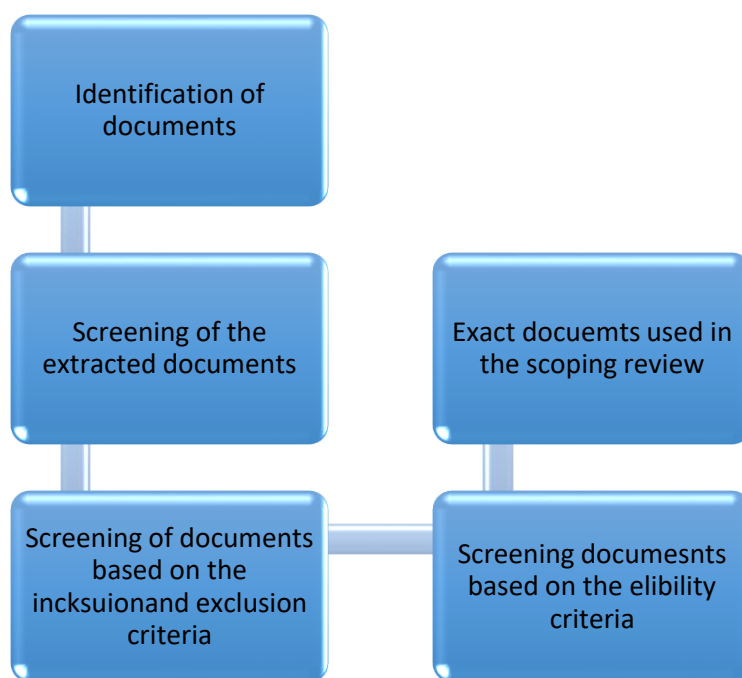 Identification of
documents
Screening of the
extracted documents
Screening of documents
based on the
incksuionand exclusion
criteria
Screening documesnts
based on the elibility
criteria
Exact docuemts used in
the scoping review